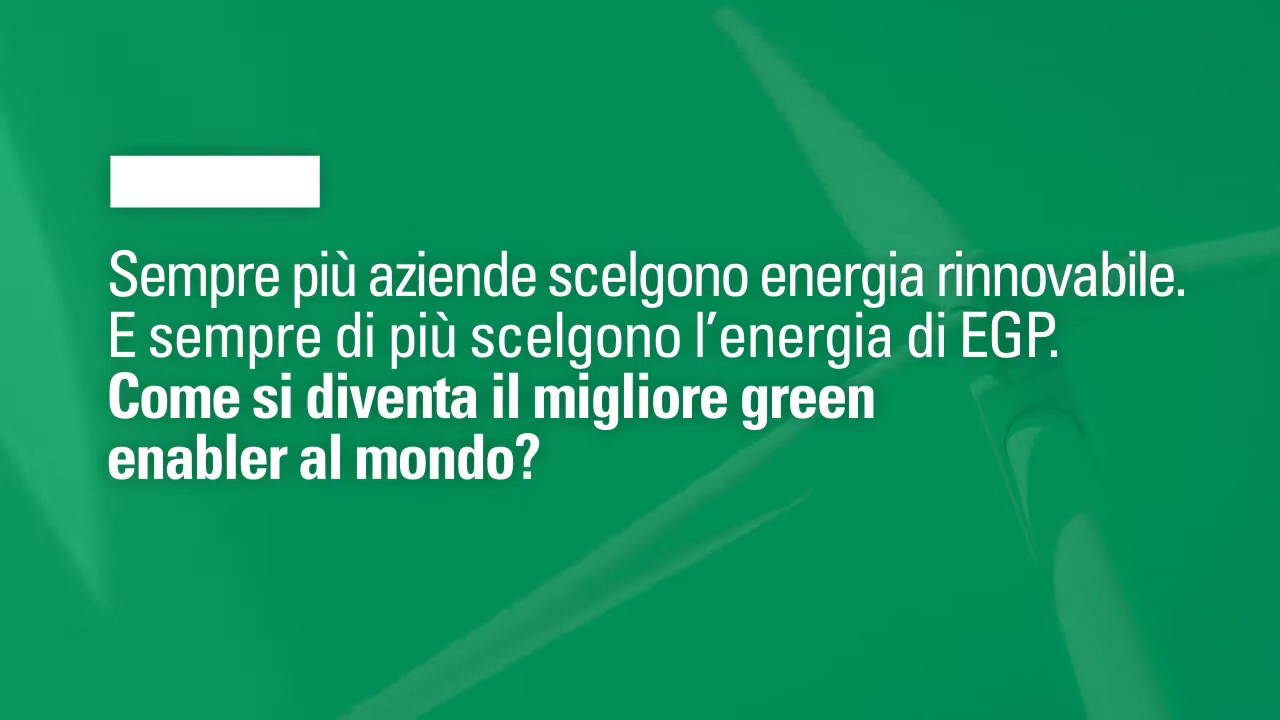 Sempre più aziende scelgono energia rinnovabile.
E sempre di più scelgono l’energia di EGP.
Come si diventa il migliore green
enabler al mondo?